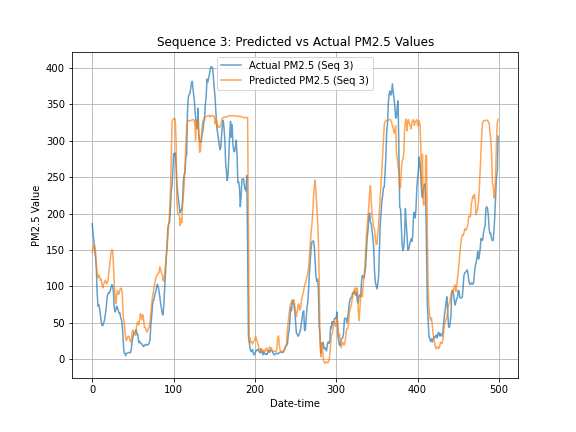 Sequence 3: Predicted vs Actual PM2.5 Values
Actual PM2.5 (Seq 3)
Predicted PM2.5 (Seq 3)
PM2.5 Value
400
350
300
250
200
150
100
50
0
0 100 200 300 400 500
Date-time